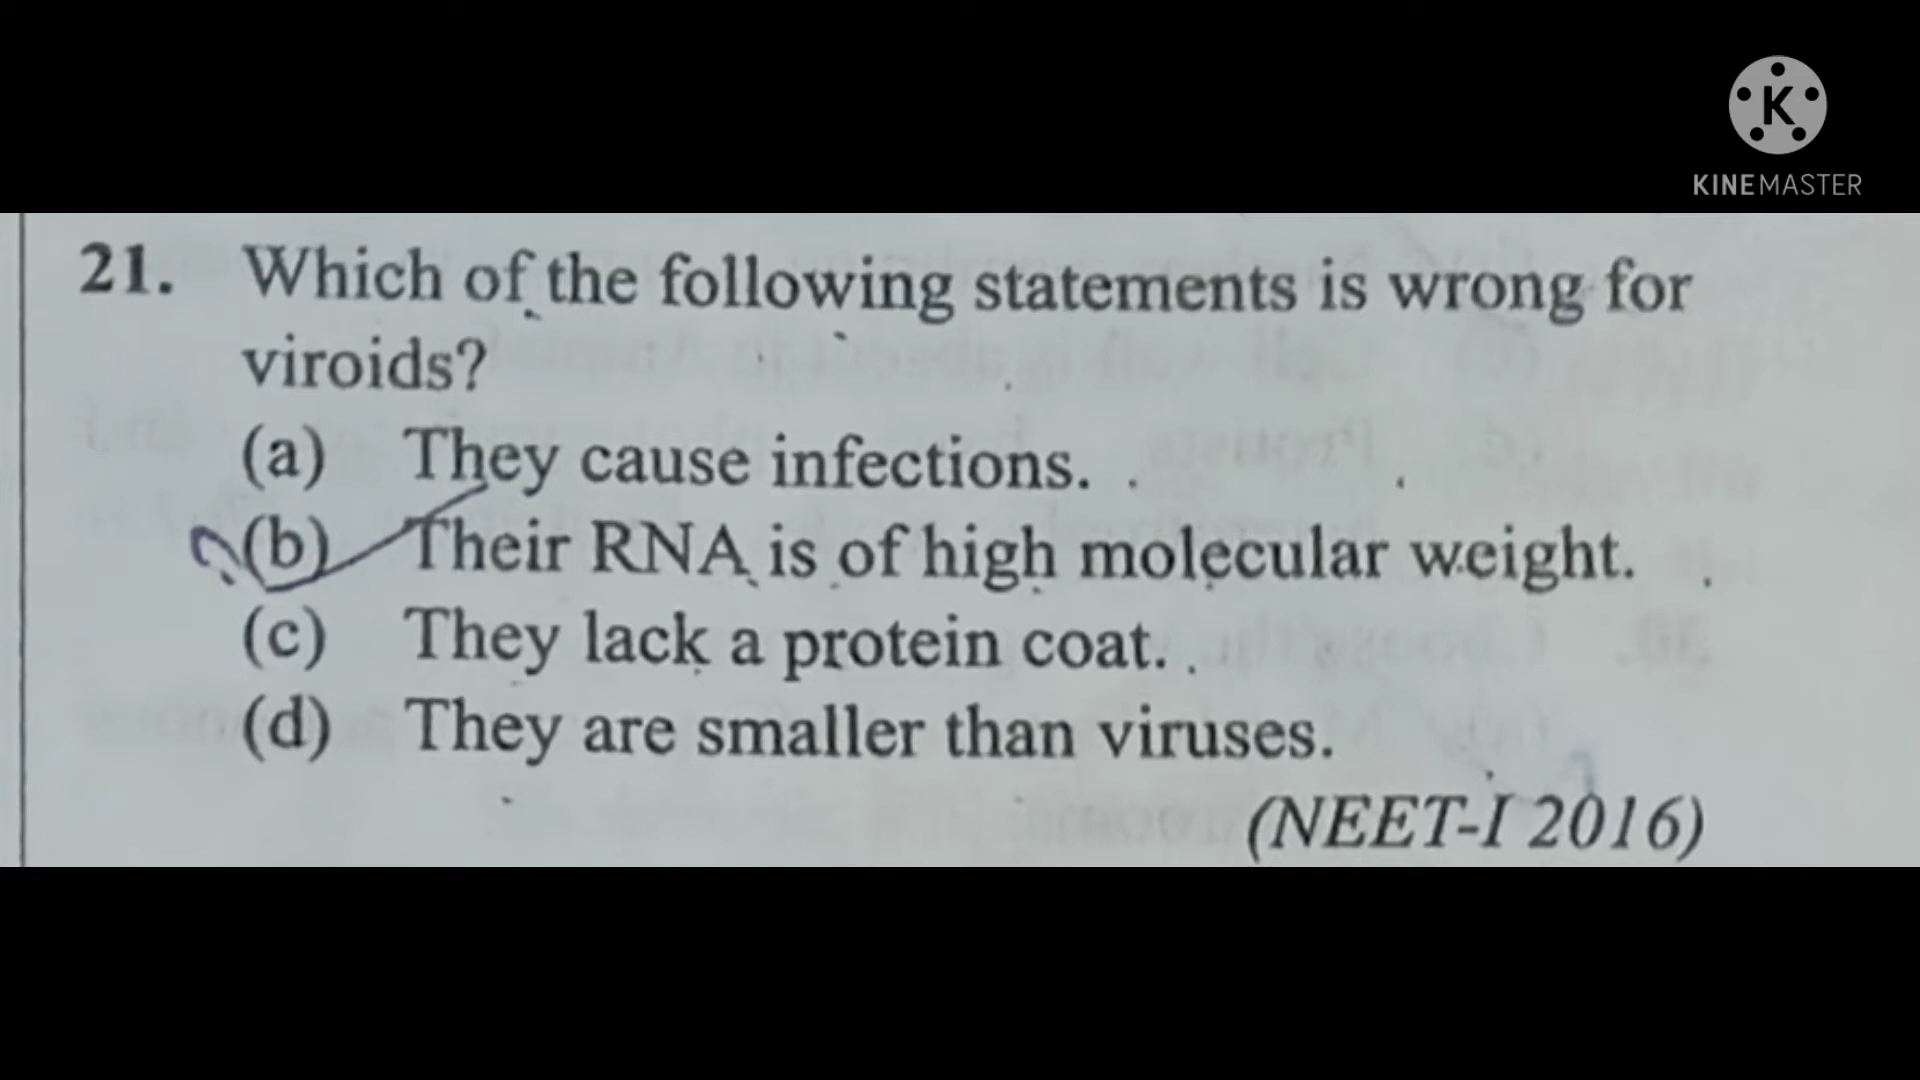 K
KINEMASTER
21. Which of the following statements is wrong for
viroids?
(a) They cause infections.
(b) Their RNA is of high molecular weight.
(c) They lack a protein coat.
(d) They are smaller than viruses.
(NEET-I 2016)